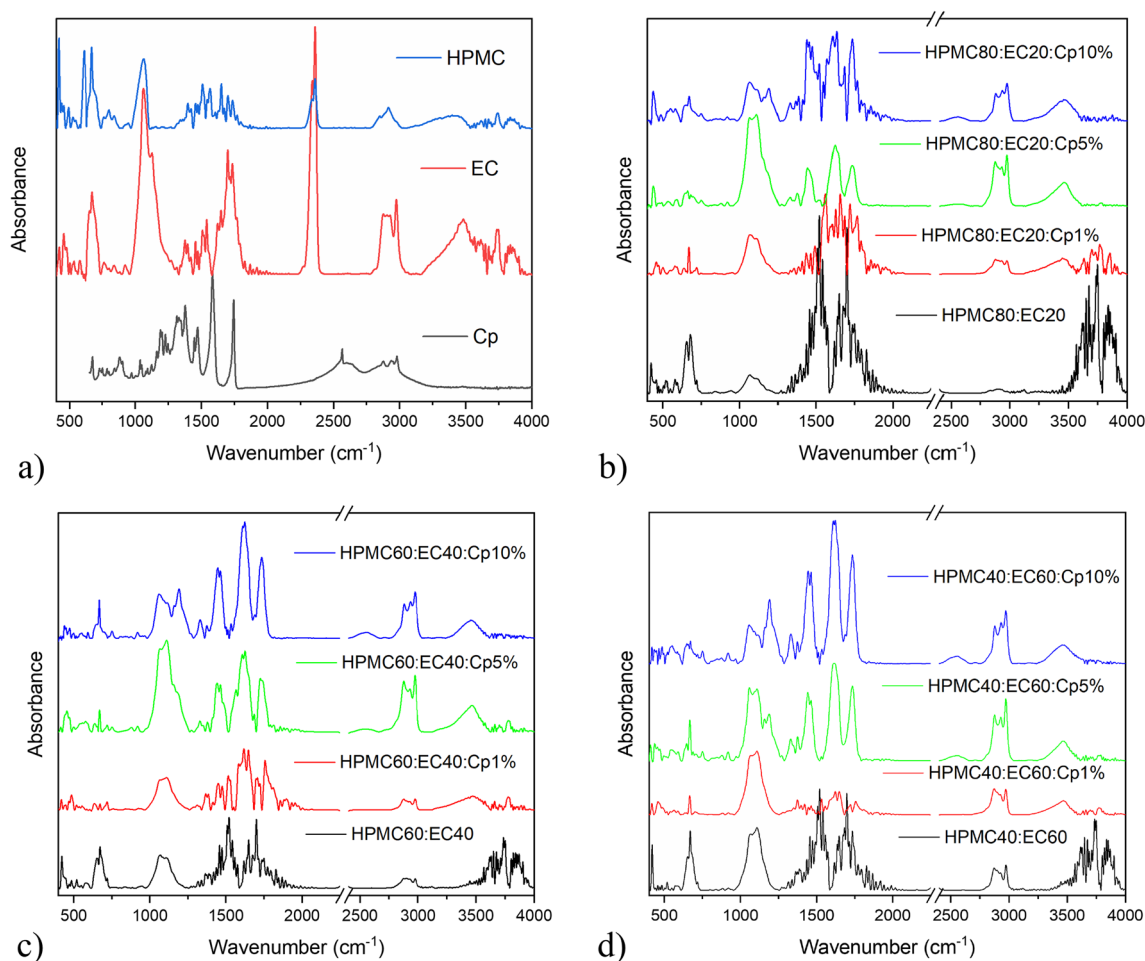 HPMC
EC
Cp
Absorbance
500 1000 1500 2000 2500 3000 3500 4000
Wavenumber (cm-1)
a)
HPMC80:EC20:Cp10%
HPMC80:EC20:Cp5%
HPMC80:EC20:Cp1%
HPMC80:EC20
Absorbance
500 1000 1500 2000 2500 3000 3500 4000
Wavenumber (cm-1)
b)
HPMC60:EC40:Cp10%
HPMC60:EC40:Cp5%
HPMC60:EC40:Cp1%
HPMC60:EC40
Absorbance
500 1000 1500 2000 2500 3000 3500 4000
Wavenumber (cm-1)
c)
HPMC40:EC60:Cp10%
HPMC40:EC60:Cp5%
HPMC40:EC60:Cp1%
HPMC40:EC60
Absorbance
500 1000 1500 2000 2500 3000 3500 4000
Wavenumber (cm-1)
d)